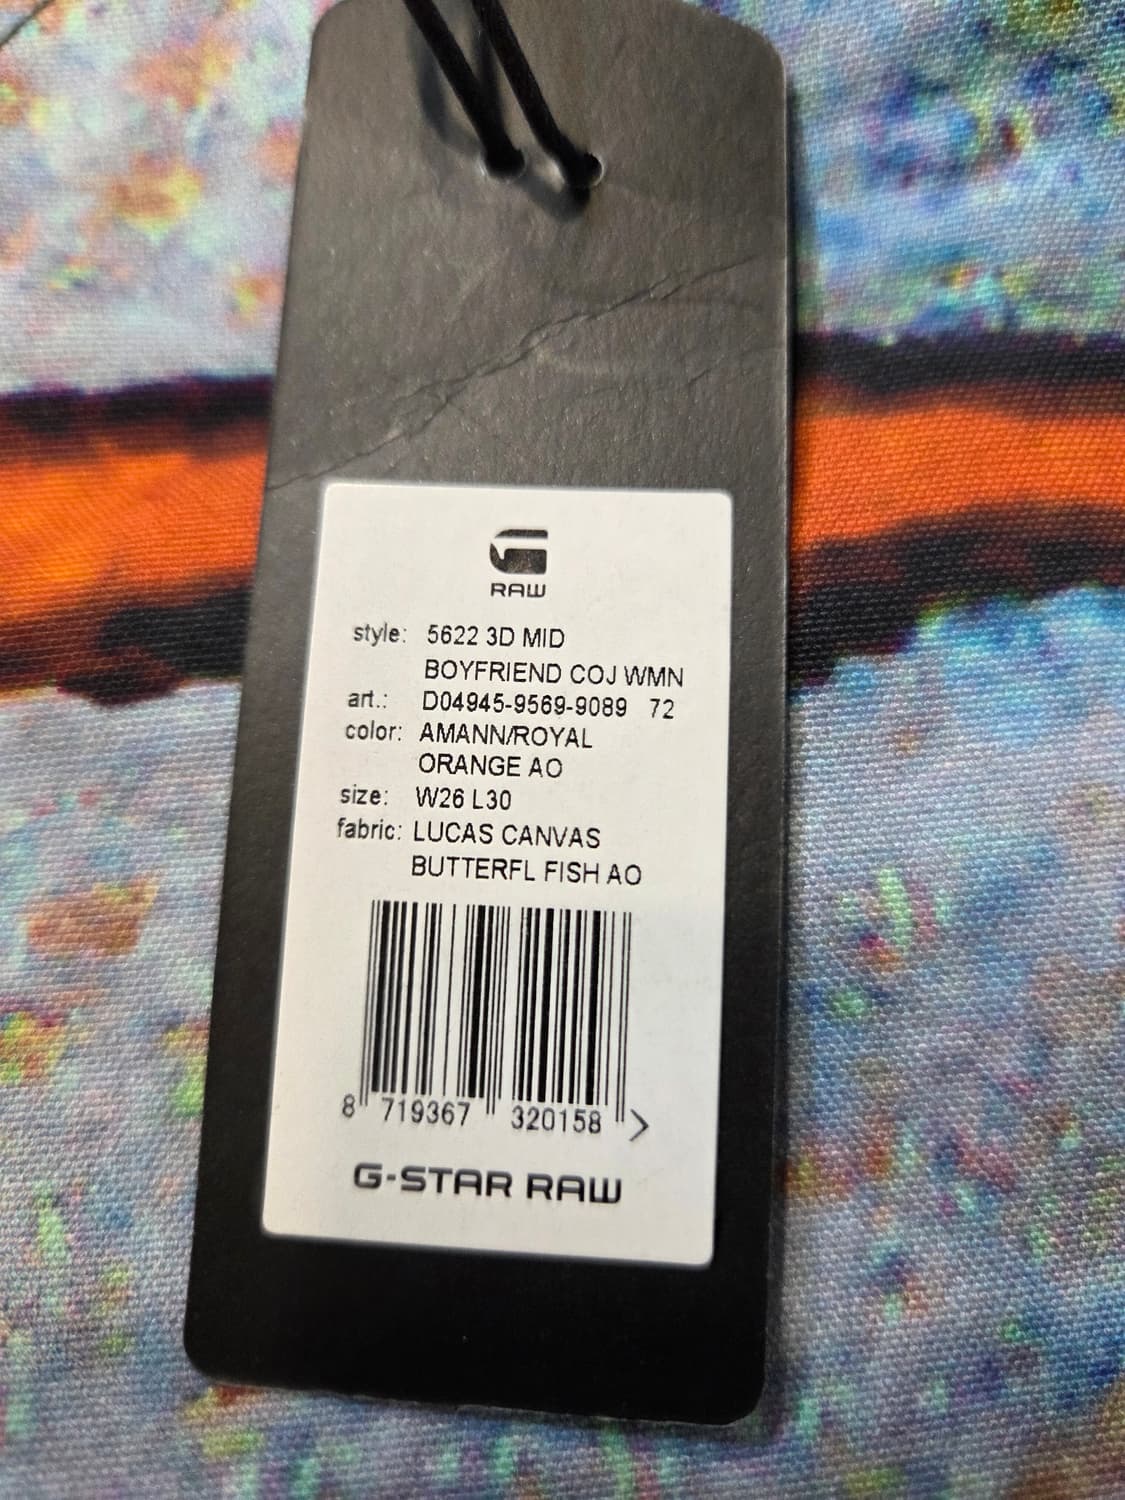 RAW
style: 5622 3D MID
BOYFRIEND COJ WMN
art.: D04945-9569-9089 72
color: AMANN/ROYAL
ORANGE AO
size: W26 L30
fabric: LUCAS CANVAS
BUTTERFL FISH AO
8 719367 320158 >
G-STAR RAW